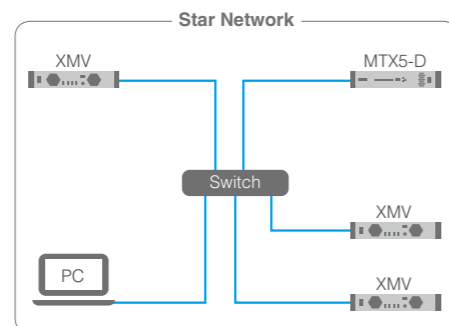 Star Network
XMV
MTX5-D
Switch
XMV
PC
XMV